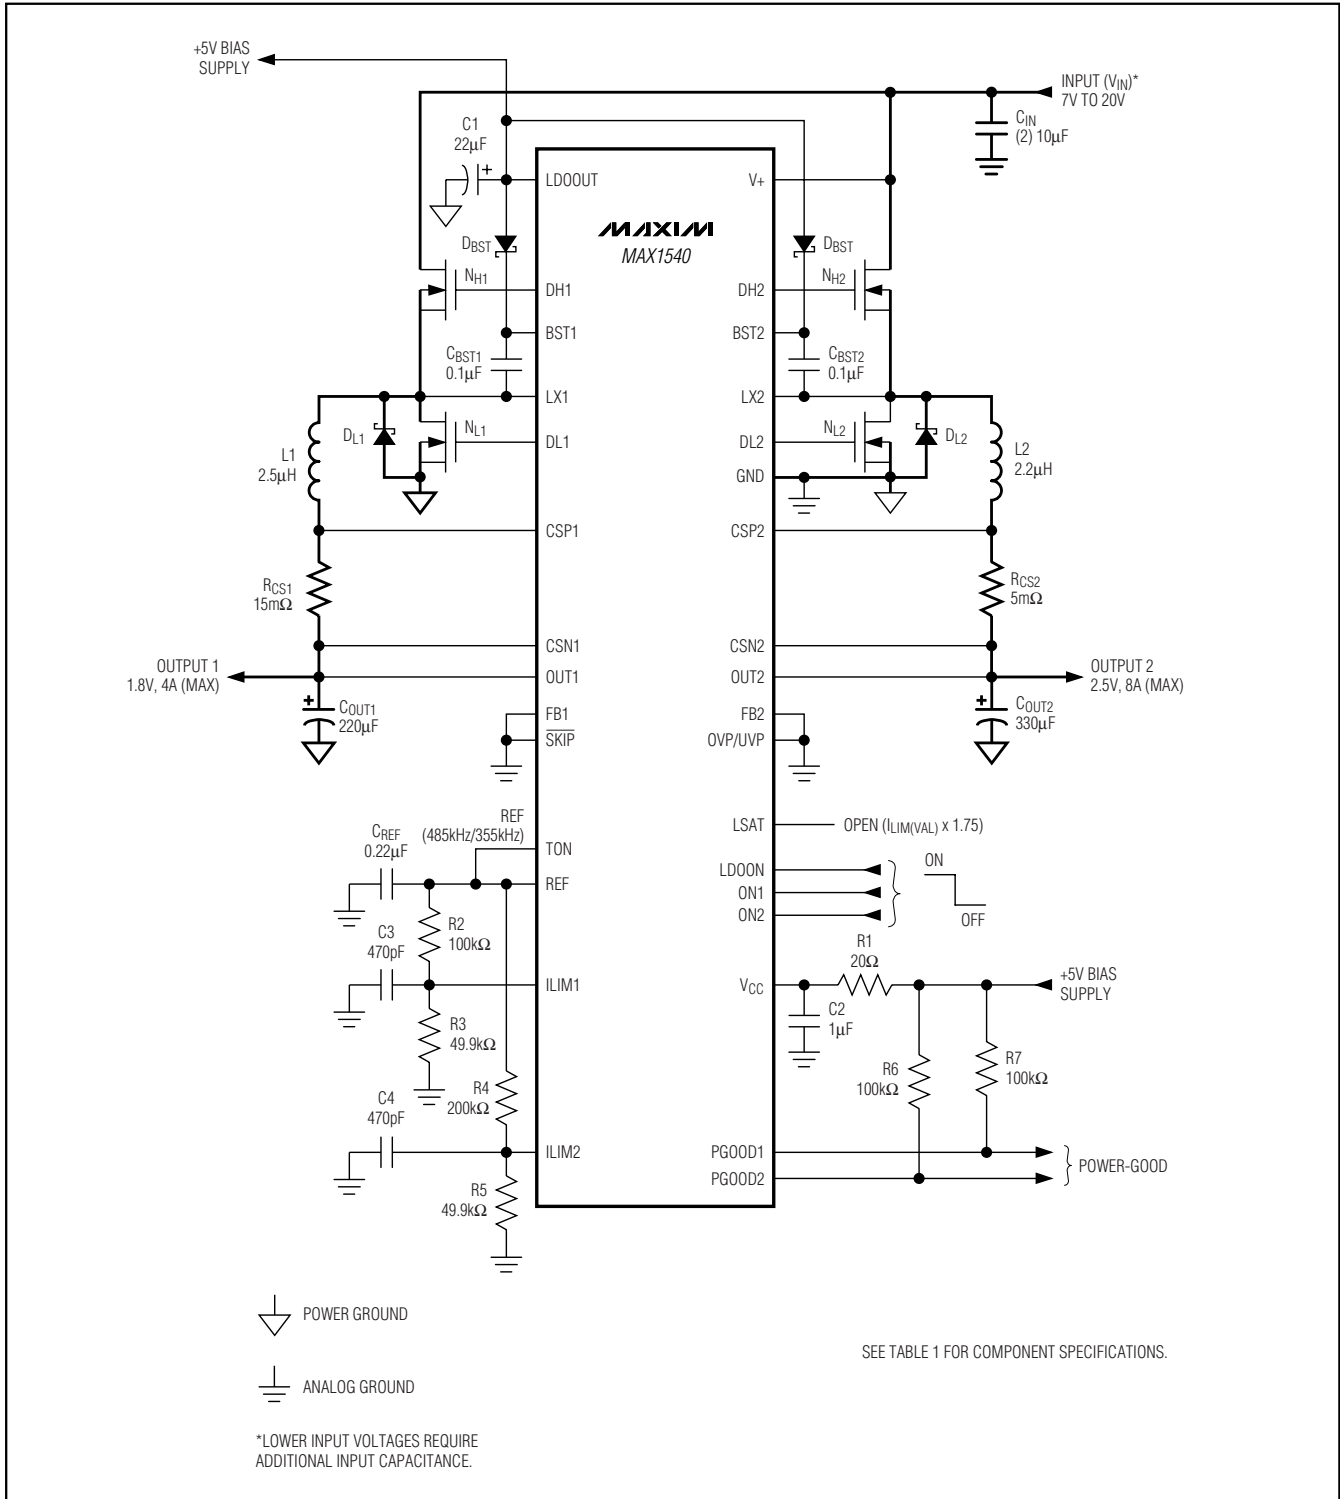 +5V BIAS
SUPPLY
INPUT (VIN)*
7V TO 20V
CIN
(2) 10µF
C1
22µF
+
LDOOUT
V+
MAXIM
MAX1540
DBST
DBST
NH1
DH1
DH2
NH2
BST1
BST2
CBST1
0.1µF
CBST2
0.1µF
LX1
LX2
DL1
NL1
DL1
DL2
NL2
DL2
L1
2.5µH
GND
L2
2.2µH
CSP1
CSP2
RCS1
15mΩ
RCS2
5mΩ
CSN1
CSN2
OUTPUT 1
1.8V, 4A (MAX)
OUT1
OUT2
OUTPUT 2
2.5V, 8A (MAX)
+
COUT1
220µF
+
COUT2
330µF
FB1
SKIP
FB2
OVP/UVP
REF
(485kHz/355kHz)
TON
LSAT
OPEN (ILIM(VAL) x 1.75)
CREF
0.22µF
REF
LDOON
ON1
ON2
ON
OFF
R2
100kΩ
C3
470pF
ILIM1
R3
49.9kΩ
R1
20Ω
VCC
C2
1µF
+5V BIAS
SUPPLY
R6
100kΩ
R7
100kΩ
R4
200kΩ
C4
470pF
ILIM2
R5
49.9kΩ
PGOOD1
PGOOD2
POWER-GOOD
POWER GROUND
SEE TABLE 1 FOR COMPONENT SPECIFICATIONS.
ANALOG GROUND
*LOWER INPUT VOLTAGES REQUIRE
ADDITIONAL INPUT CAPACITANCE.